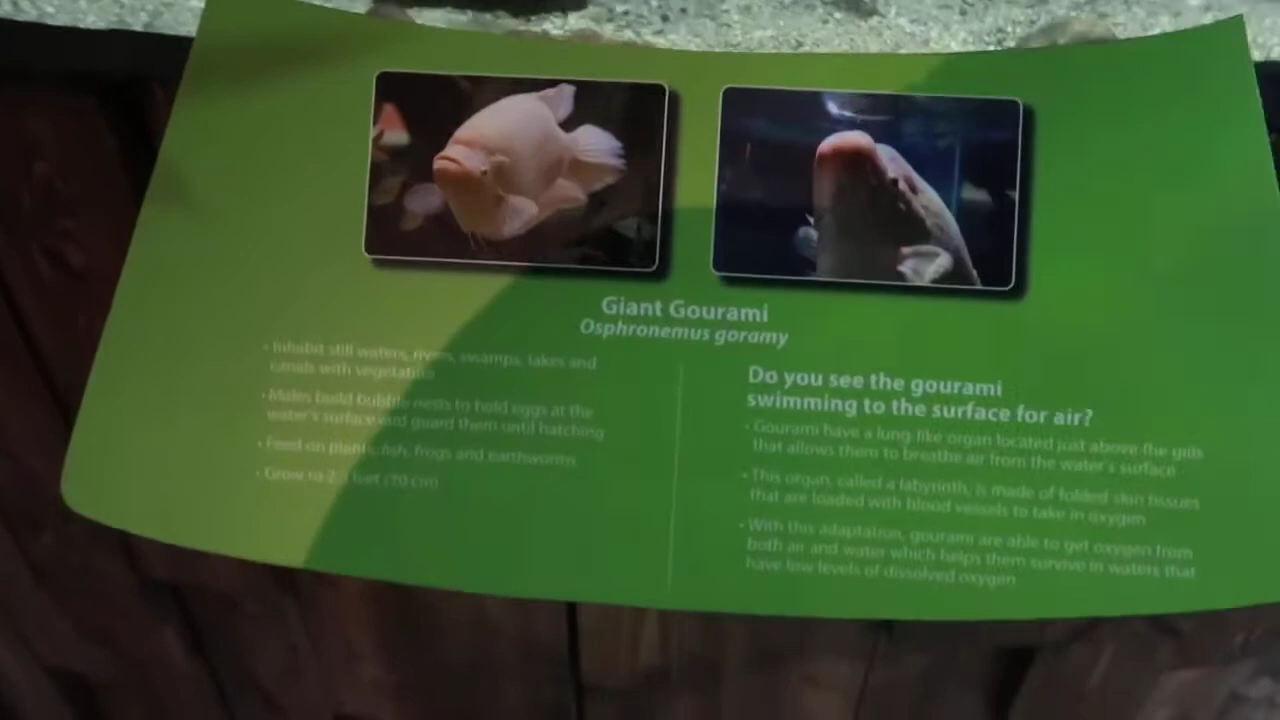 Giant Gourami
Osphronemus goramy
• Inhabit still waters, rivers, swamps, lakes and
canals with vegetation
• Males build bubble nests to hold eggs at the
water's surface and guard them until hatching
• Feed on plants, fish, frogs and earthworms
• Grow to feet (70 cm)
Do you see the gourami
swimming to the surface for air?
• Gourami have a lung-like organ located just above the gills
that allows them to breathe air from the water's surface
• This organ, called a labyrinth, is made of folded skin tissues
that are loaded with blood vessels to take in oxygen
• With this adaptation, gourami are able to get oxygen from
both air and water which helps them survive in waters that
have low levels of dissolved oxygen